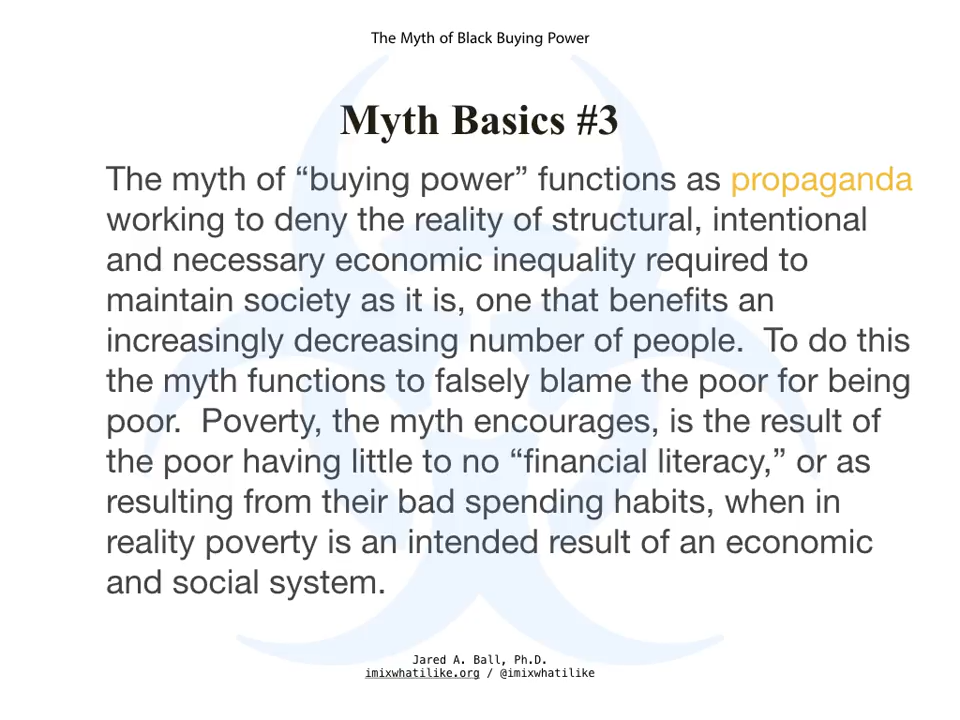 The Myth of Black Buying Power
Myth Basics #3
The myth of “buying power” functions as propaganda
working to deny the reality of structural, intentional
and necessary economic inequality required to
maintain society as it is, one that benefits an
increasingly decreasing number of people.  To do this
the myth functions to falsely blame the poor for being
poor.  Poverty, the myth encourages, is the result of
the poor having little to no “financial literacy,” or as
resulting from their bad spending habits, when in
reality poverty is an intended result of an economic
and social system.
Jared A. Ball, Ph.D.
imixwhatilike.org / @imixwhatilike